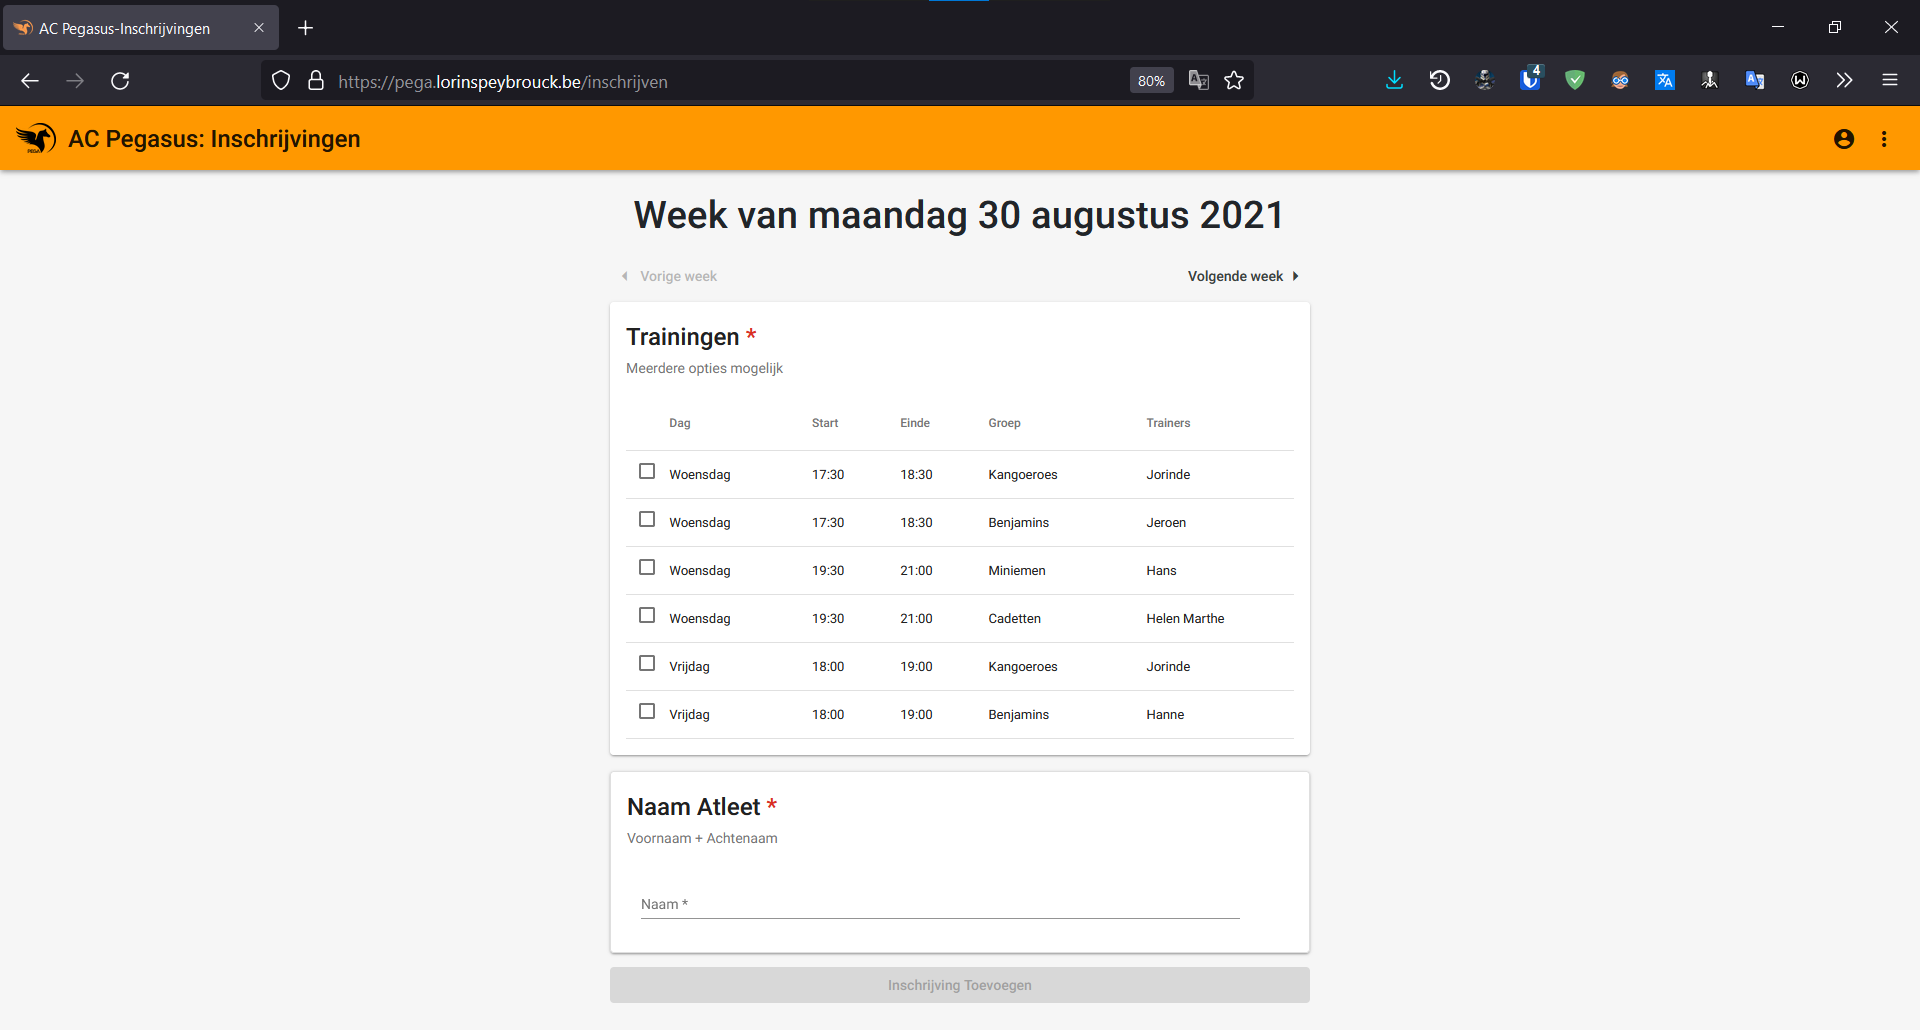 AC Pegasus-Inschrijvingen
https://pega.lorinspeybrouck.be/inschrijven 80% 4
AC Pegasus: Inschrijvingen
Week van maandag 30 augustus 2021
Vorige week Volgende week
Trainingen *
Meerdere opties mogelijk
Dag Start Einde Groep Trainers
Woensdag 17:30 18:30 Kangoeroes Jorinde
Woensdag 17:30 18:30 Benjamins Jeroen
Woensdag 19:30 21:00 Miniemen Hans
Woensdag 19:30 21:00 Cadetten Helen Marthe
Vrijdag 18:00 19:00 Kangoeroes Jorinde
Vrijdag 18:00 19:00 Benjamins Hanne
Naam Atleet *
Voornaam + Achtenaam
Naam *
Inschrijving Toevoegen